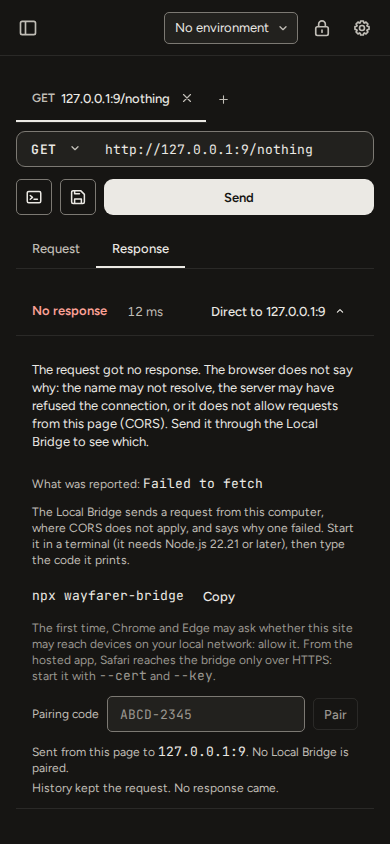 No environment
GET 127.0.0.1:9/nothing
GET http://127.0.0.1:9/nothing
Send
Request Response
No response 12 ms Direct to 127.0.0.1:9
The request got no response. The browser does not say
why: the name may not resolve, the server may have
refused the connection, or it does not allow requests
from this page (CORS). Send it through the Local
Bridge to see which.
What was reported: Failed to fetch
The Local Bridge sends a request from this computer,
where CORS does not apply, and says why one failed. Start
it in a terminal (it needs Node.js 22.21 or later), then type
the code it prints.
npx wayfarer-bridge Copy
The first time, Chrome and Edge may ask whether this site
may reach devices on your local network: allow it. From the
hosted app, Safari reaches the bridge only over HTTPS:
start it with --cert and --key.
Pairing code ABCD-2345 Pair
Sent from this page to 127.0.0.1:9. No Local Bridge is
paired.
History kept the request. No response came.